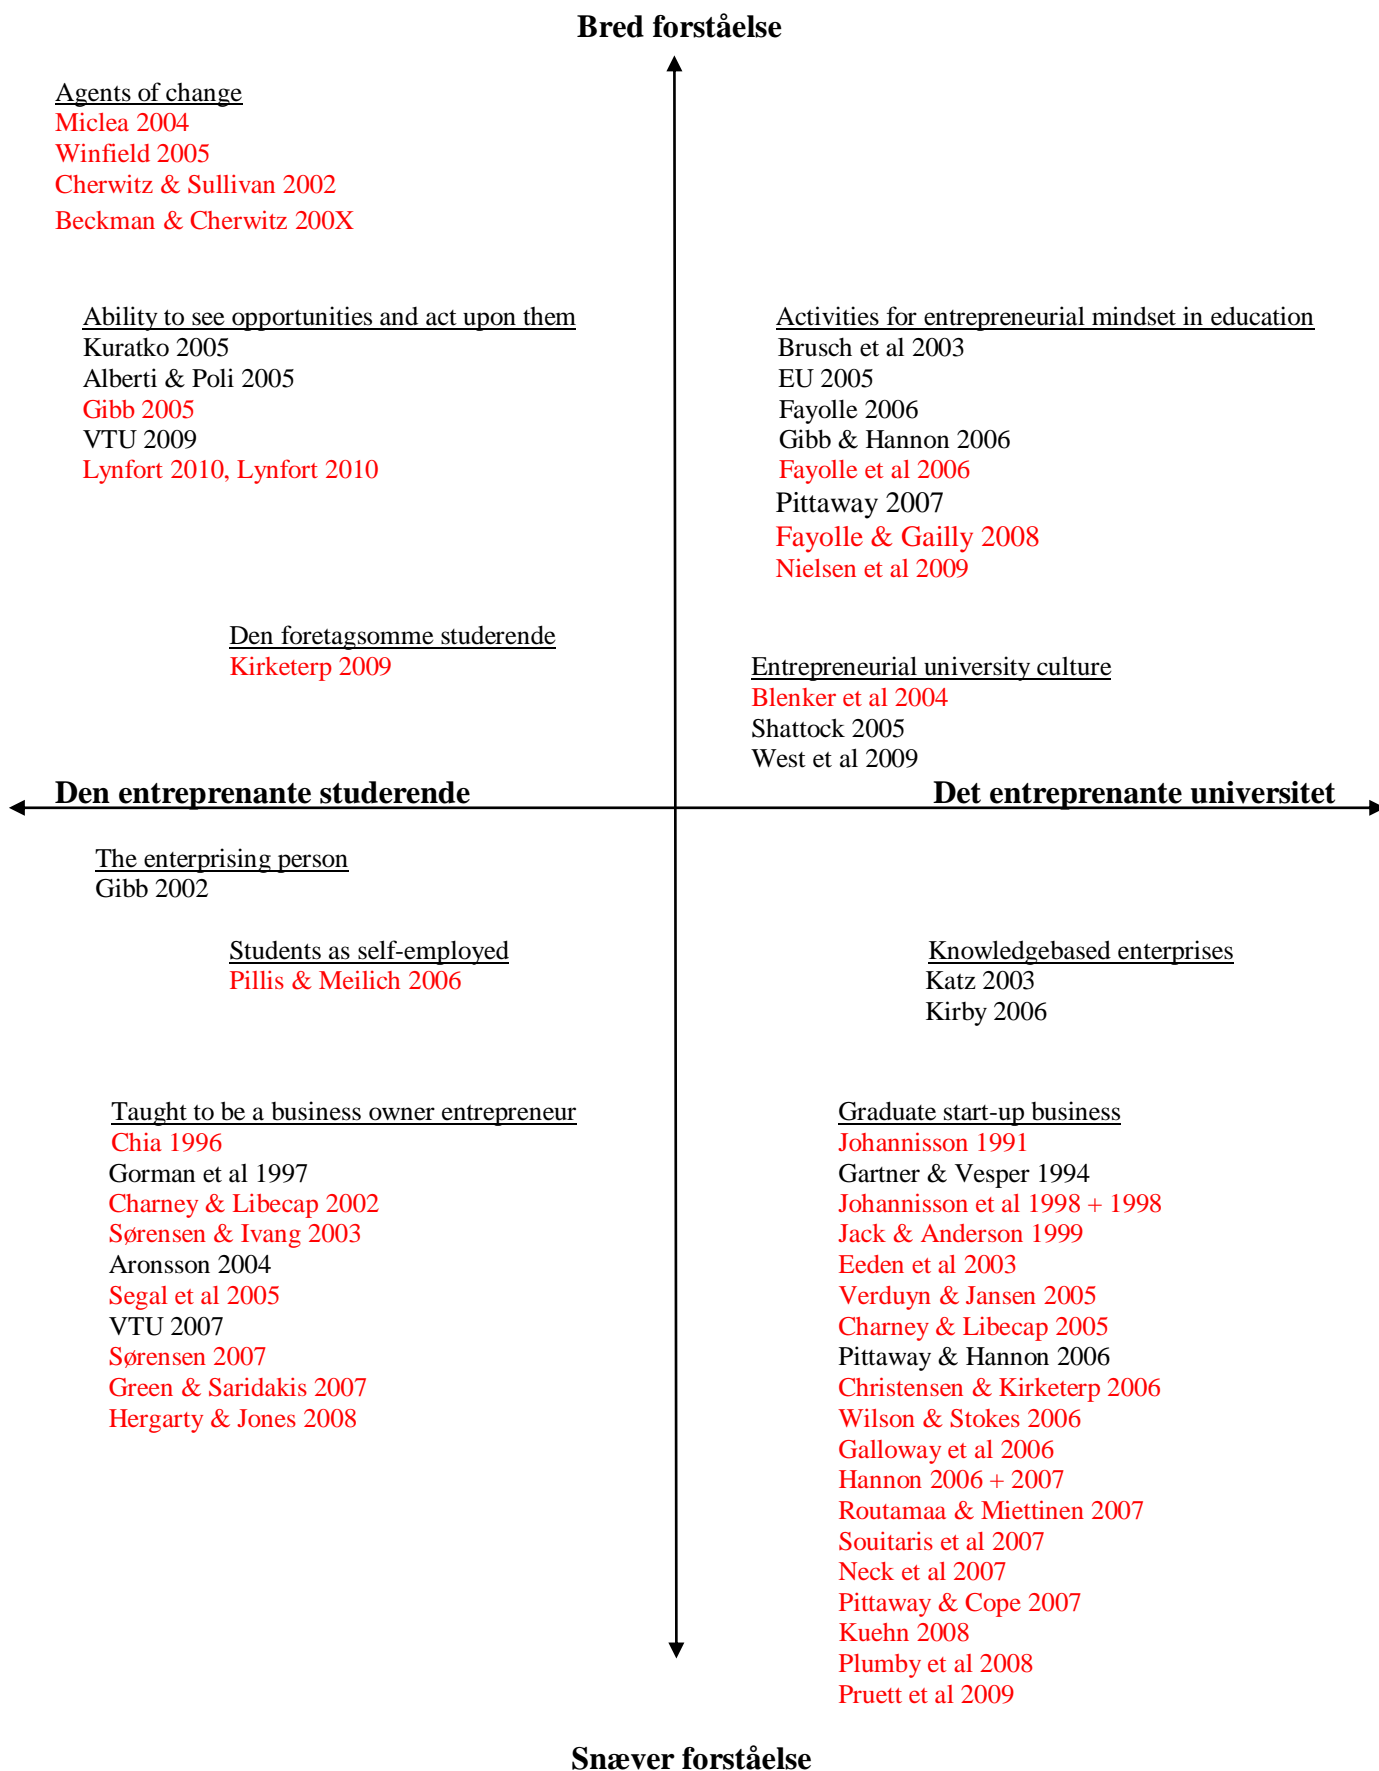 Bred forståelse
Agents of change
Miclea 2004
Winfield 2005
Cherwitz & Sullivan 2002
Beckman & Cherwitz 200X
Ability to see opportunities and act upon them
Kuratko 2005
Alberti & Poli 2005
Gibb 2005
VTU 2009
Lynfort 2010, Lynfort 2010
Activities for entrepreneurial mindset in education
Brusch et al 2003
EU 2005
Fayolle 2006
Gibb & Hannon 2006
Fayolle et al 2006
Pittaway 2007
Fayolle & Gailly 2008
Nielsen et al 2009
Den foretagsomme studerende
Kirketerp 2009
Entrepreneurial university culture
Blenker et al 2004
Shattock 2005
West et al 2009
Den entreprenante studerende
Det entreprenante universitet
The enterprising person
Gibb 2002
Students as self-employed
Pillis & Meilich 2006
Knowledgebased enterprises
Katz 2003
Kirby 2006
Taught to be a business owner entrepreneur
Chia 1996
Gorman et al 1997
Charney & Libecap 2002
Sørensen & Ivang 2003
Aronsson 2004
Segal et al 2005
VTU 2007
Sørensen 2007
Green & Saridakis 2007
Hergarty & Jones 2008
Graduate start-up business
Johannisson 1991
Gartner & Vesper 1994
Johannisson et al 1998 + 1998
Jack & Anderson 1999
Eeden et al 2003
Verduyn & Jansen 2005
Charney & Libecap 2005
Pittaway & Hannon 2006
Christensen & Kirketerp 2006
Wilson & Stokes 2006
Galloway et al 2006
Hannon 2006 + 2007
Routamaa & Miettinen 2007
Souitaris et al 2007
Neck et al 2007
Pittaway & Cope 2007
Kuehn 2008
Plumby et al 2008
Pruett et al 2009
Snæver forståelse